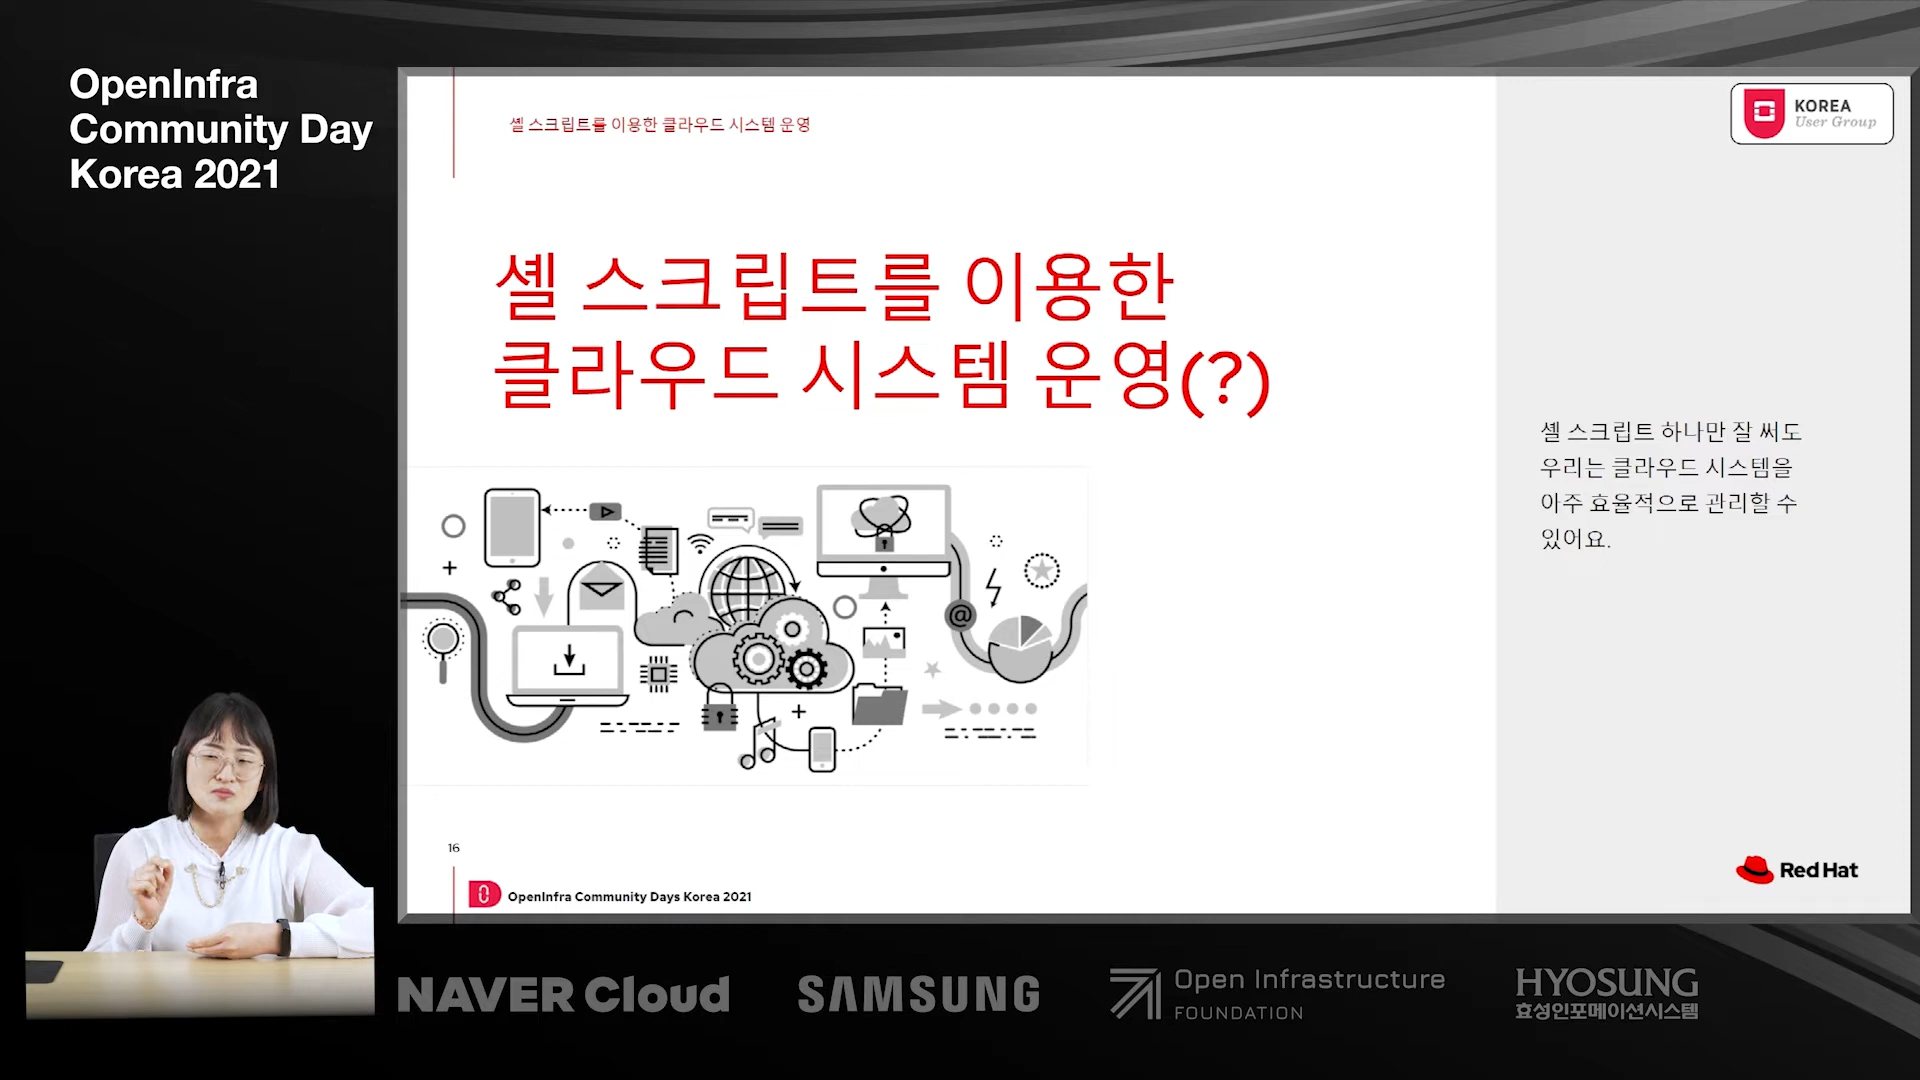 OpenInfra
Community Day
Korea 2021
셸 스크립트를 이용한 클라우드 시스템 운영
KOREA
User Group
셸 스크립트를 이용한
클라우드 시스템 운영(?)
셸 스크립트 하나만 잘 써도
우리는 클라우드 시스템을
아주 효율적으로 관리할 수
있어요.
@
16
OpenInfra Community Days Korea 2021
Red Hat
NAVER Cloud
SAMSUNG
Open Infrastructure
FOUNDATION
HYOSUNG
효성인포메이션시스템